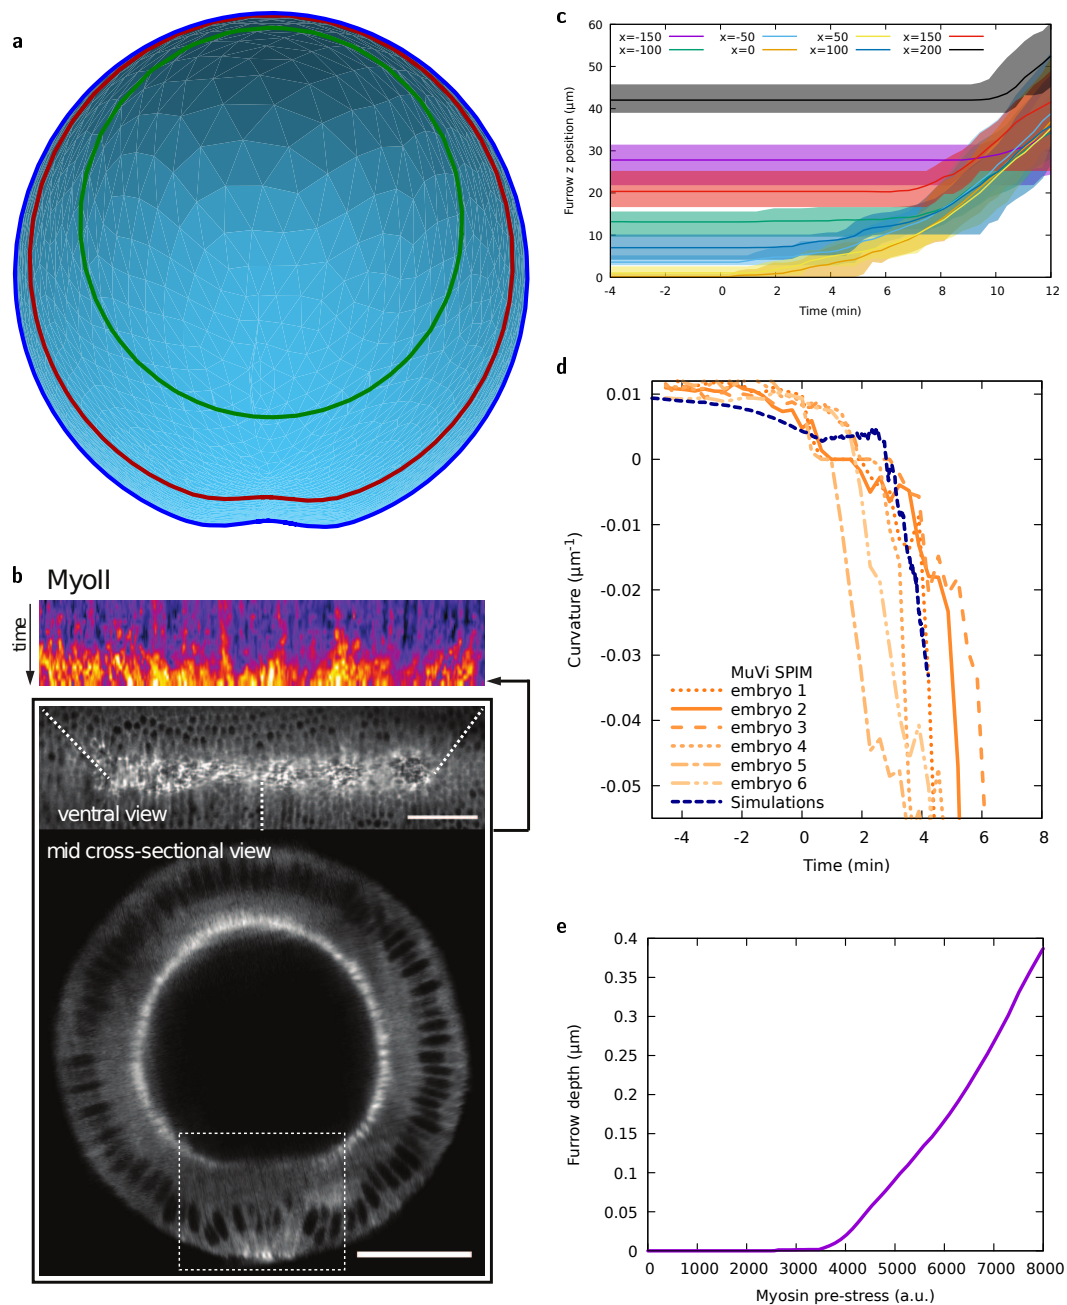 a
b
MyoII
time
ventral view
mid cross-sectional view
c
60
50
40
30
20
10
0
Furrow z position (μm)
x=-150
x=-50
x=50
x=150
x=-100
x=0
x=100
x=200
-4
-2
0
2
4
6
8
10
12
Time (min)
d
0.01
0
-0.01
-0.02
-0.03
-0.04
-0.05
Curvature (μm⁻¹)
MuVi SPIM
embryo 1
embryo 2
embryo 3
embryo 4
embryo 5
embryo 6
Simulations
-4
-2
0
2
4
6
8
Time (min)
e
0.4
0.35
0.3
0.25
0.2
0.15
0.1
0.05
0
Furrow depth (μm)
0
1000
2000
3000
4000
5000
6000
7000
8000
Myosin pre-stress (a.u.)